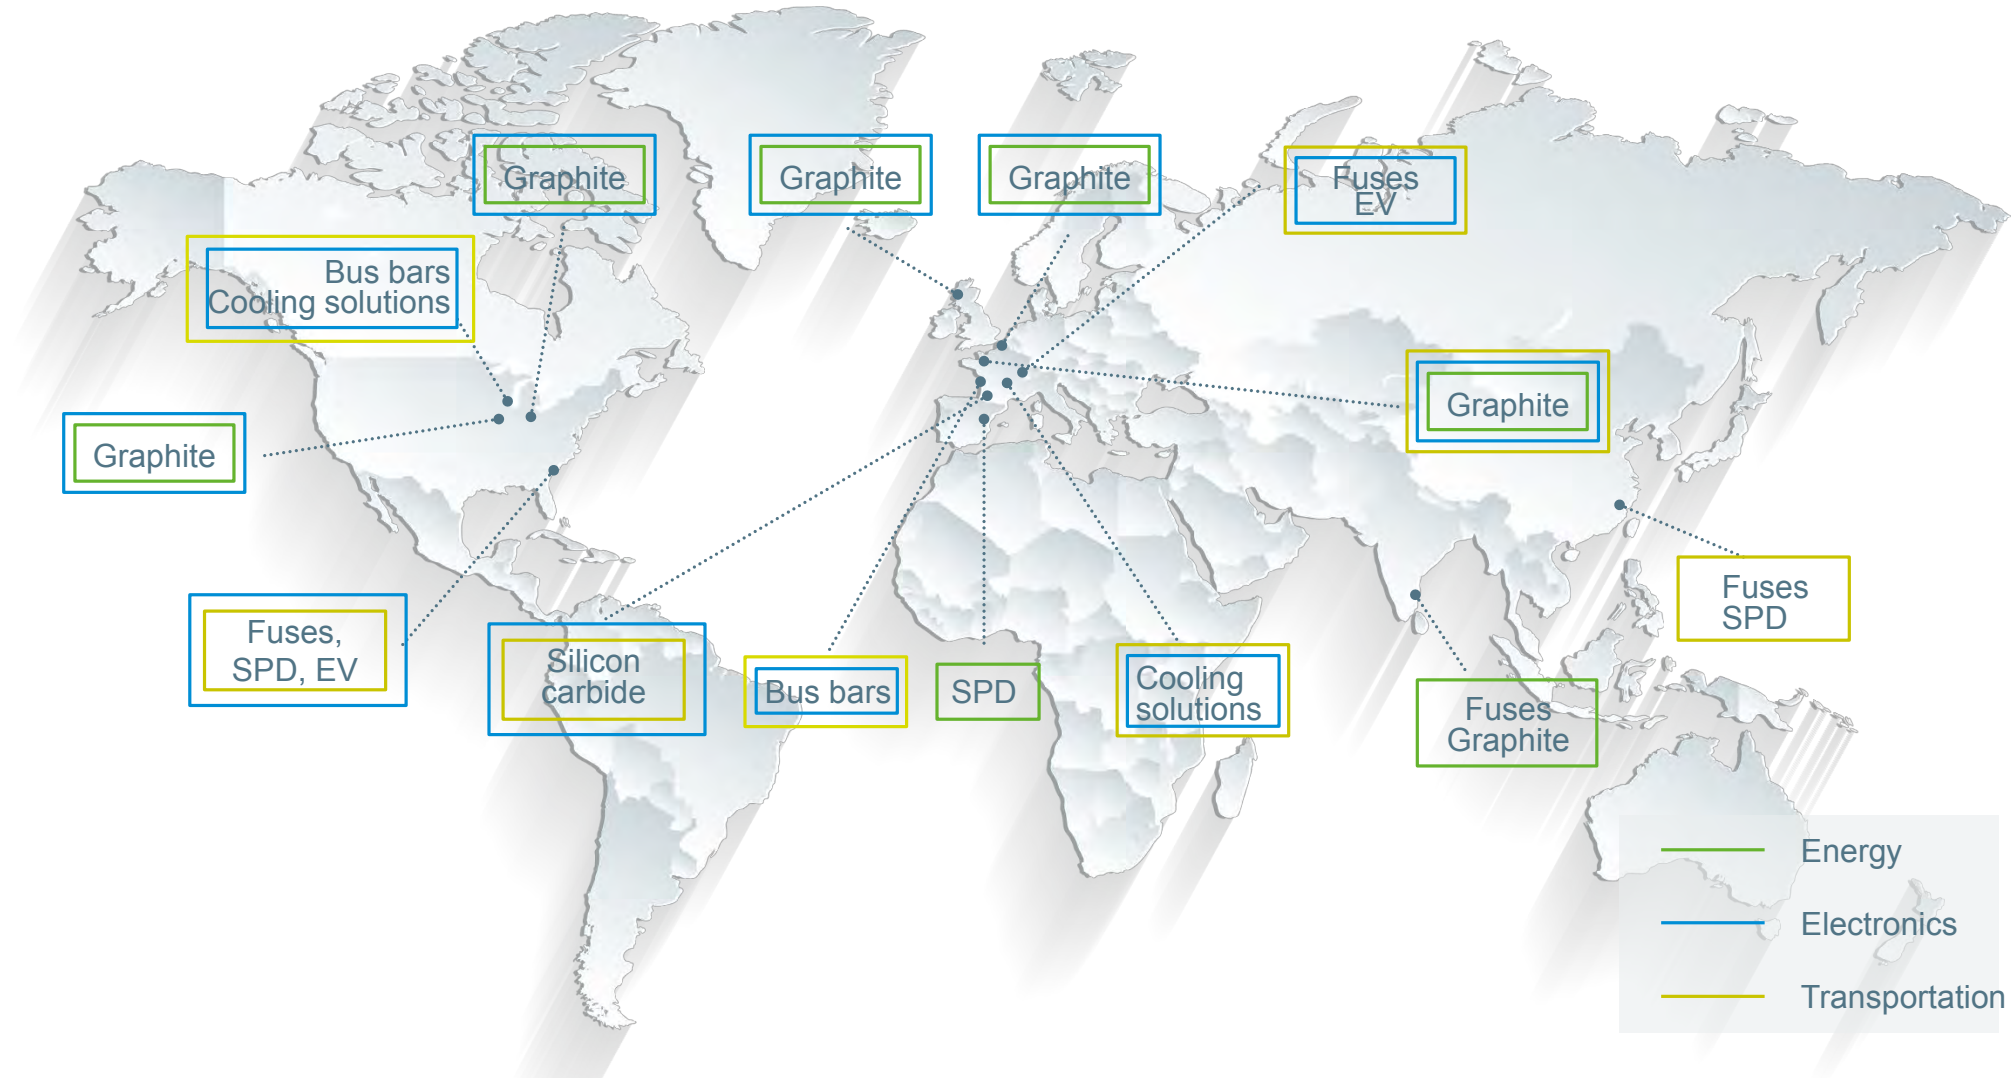 Graphite
Graphite
Graphite
Fuses
EV
Bus bars
Cooling solutions
Graphite
Graphite
Fuses
SPD
Fuses,
SPD, EV
Silicon
carbide
Bus bars
SPD
Cooling
solutions
Fuses
Graphite
Energy
Electronics
Transportation